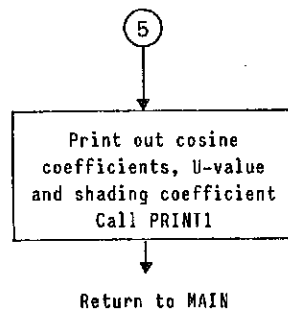 5
Print out cosine
coefficients, U-value
and shading coefficient
Call PRINT1
Return to MAIN